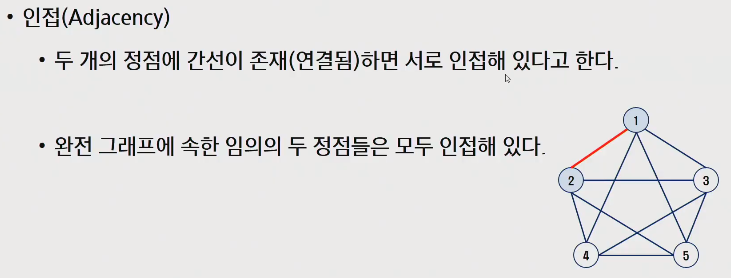 • 인접(Adjacency)
• 두 개의 정점에 간선이 존재(연결됨)하면 서로 인접해 있다고 한다.
• 완전 그래프에 속한 임의의 두 정점들은 모두 인접해 있다.
1
2
3
4
5